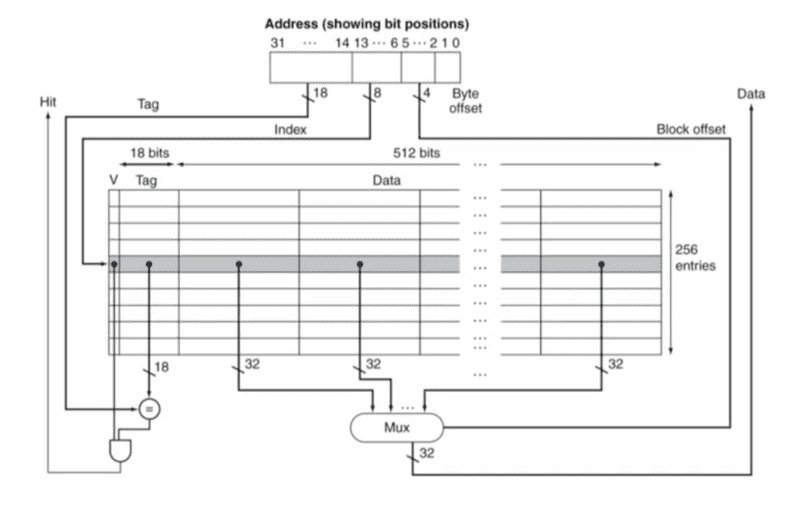 Address (showing bit positions)
31 ··· 14 13 ··· 6 5 ··· 2 1 0
18 8 4 Byte offset
Hit
Tag
Data
Index
Block offset
18 bits
512 bits
...
V Tag Data
...
...
...
...
...
...
...
...
...
256
entries
18
32
32
...
32
=
...
Mux
32